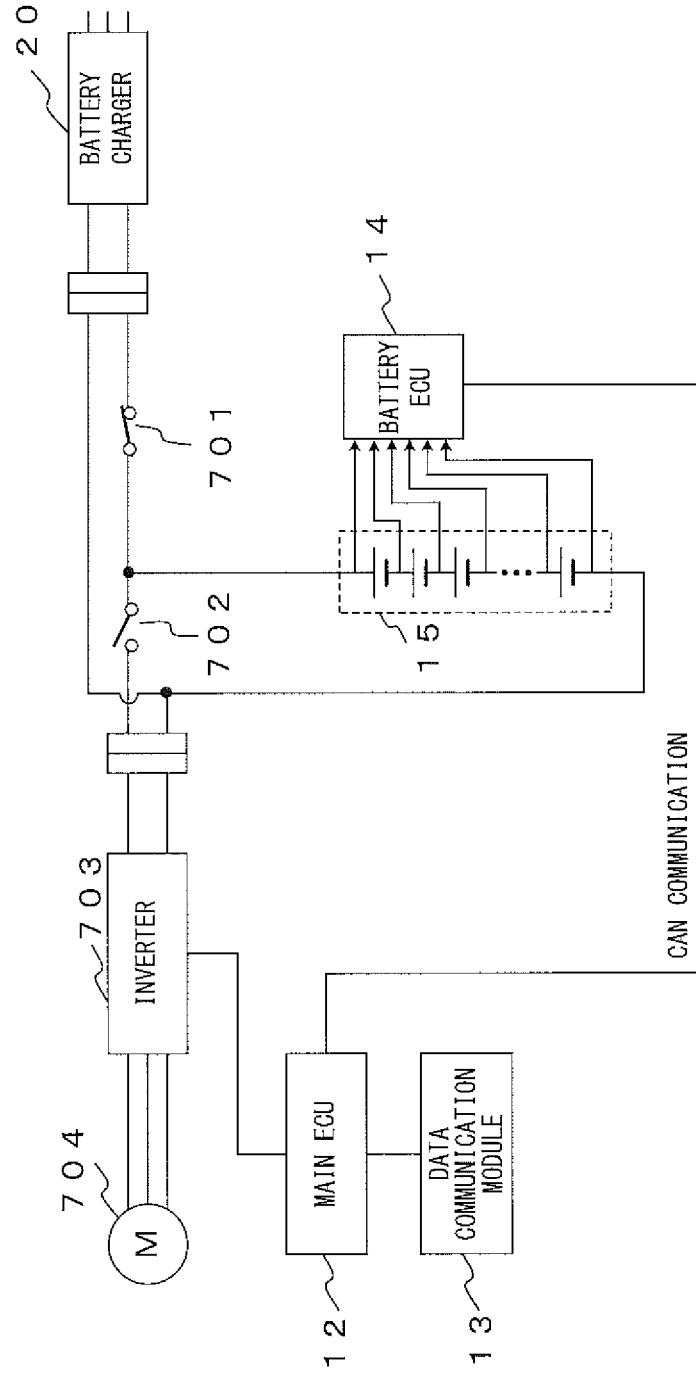 704
M
703
INVERTER
702
701
20
BATTERY
CHARGER
12
MAIN ECU
13
DATA
COMMUNICATION
MODULE
15
14
BATTERY
ECU
CAN COMMUNICATION